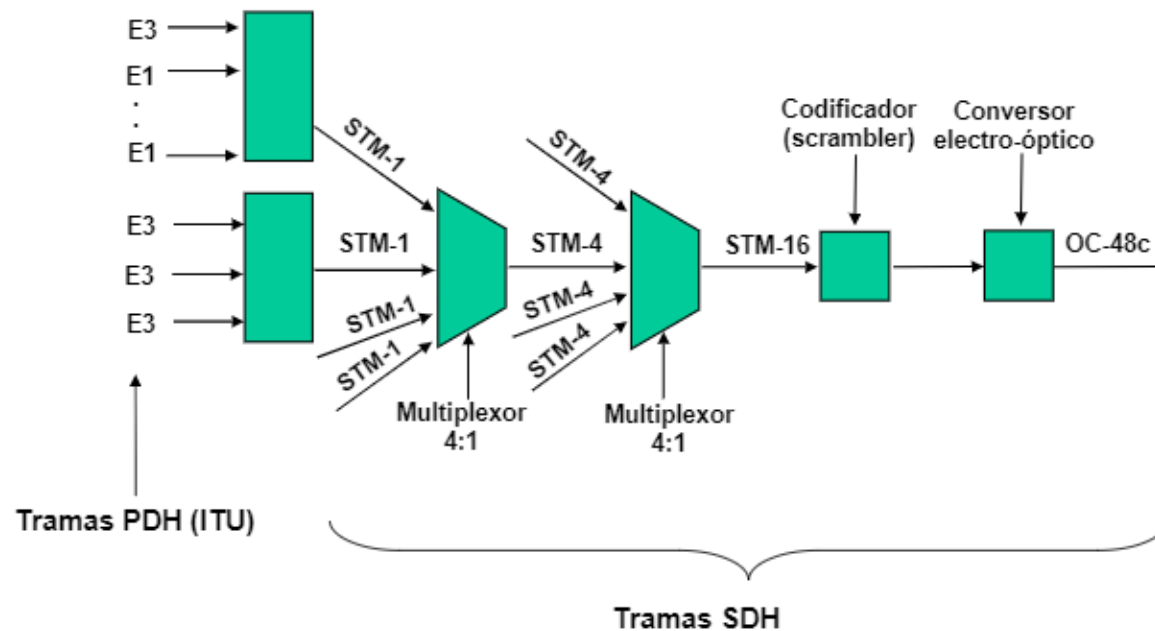 E3
E1
.
.
E1
STM-1
E3
E3
E3
STM-1
STM-1
STM-1
Multiplexor
4:1
STM-4
STM-4
STM-4
STM-4
Multiplexor
4:1
STM-16
Codificador
(scrambler)
Conversor
electro-óptico
OC-48c
Tramas PDH (ITU)
Tramas SDH